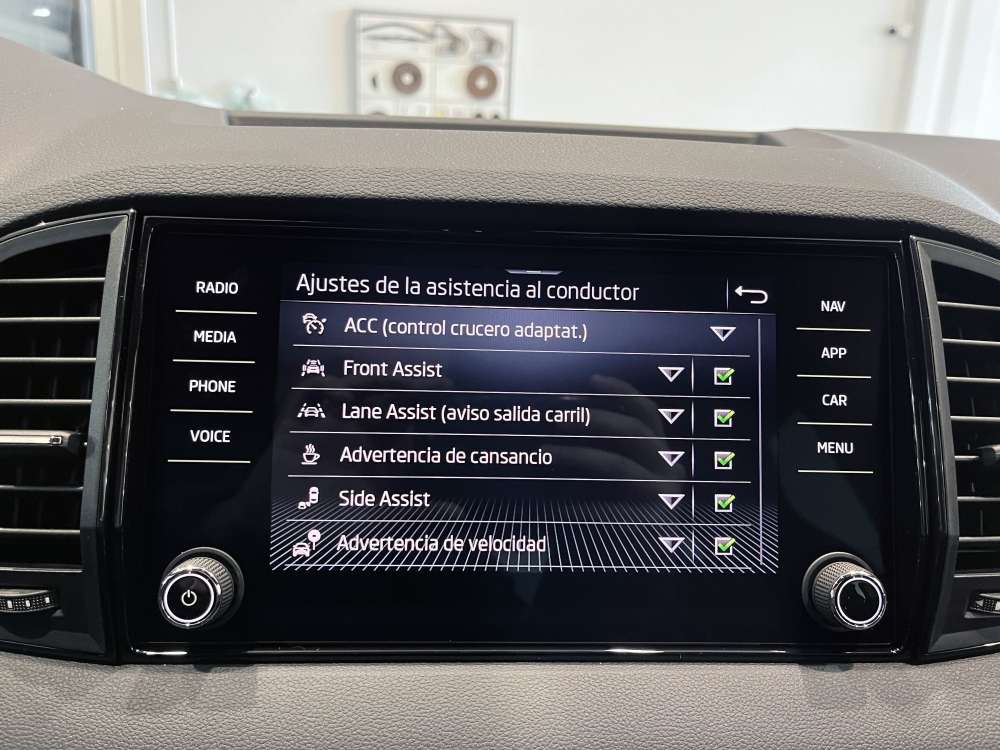 RADIO
MEDIA
PHONE
VOICE
Ajustes de la asistencia al conductor
ACC (control crucero adaptat.)
Front Assist
Lane Assist (aviso salida carril)
Advertencia de cansancio
Side Assist
Advertencia de velocidad
NAV
APP
CAR
MENU